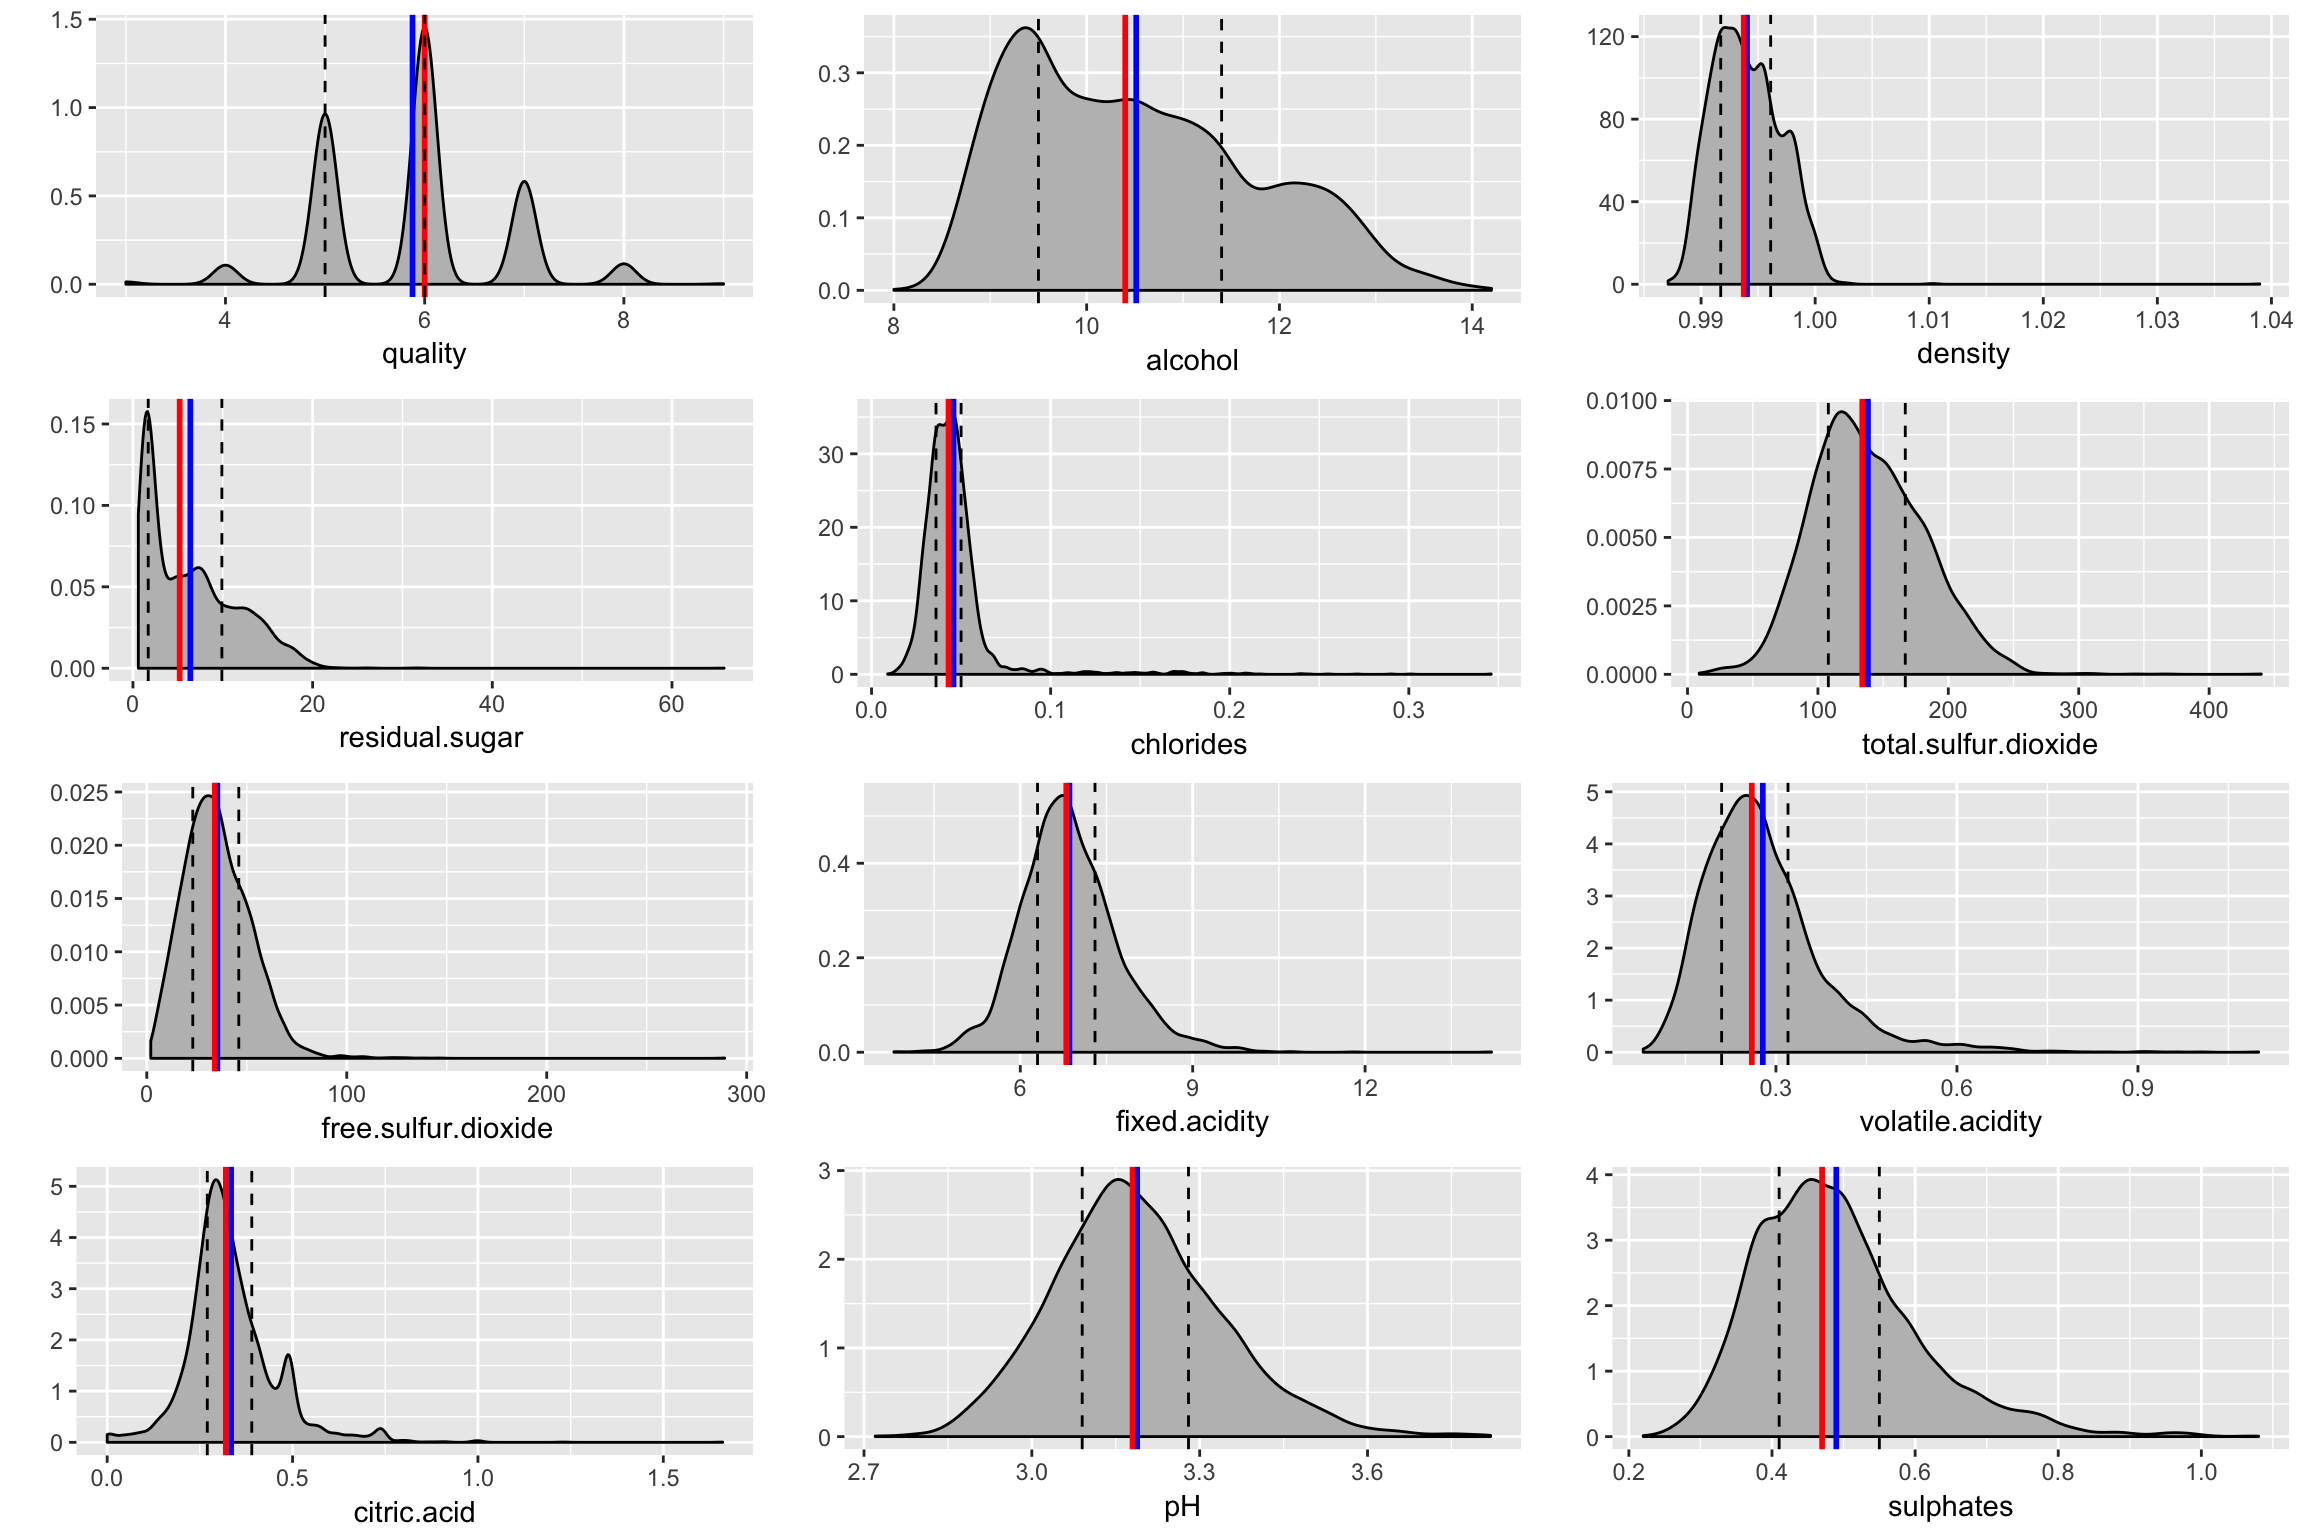 1.5
1.0
0.5
0.0
4 6 8
quality
0.3
0.2
0.1
0.0
8 10 12 14
alcohol
120
80
40
0
0.99 1.00 1.01 1.02 1.03 1.04
density
0.15
0.10
0.05
0.00
0 20 40 60
residual.sugar
30
20
10
0
0.0 0.1 0.2 0.3
chlorides
0.0100
0.0075
0.0050
0.0025
0.0000
0 100 200 300 400
total.sulfur.dioxide
0.025
0.020
0.015
0.010
0.005
0.000
0 100 200 300
free.sulfur.dioxide
0.4
0.2
0.0
6 9 12
fixed.acidity
5
4
3
2
1
0
0.3 0.6 0.9
volatile.acidity
5
4
3
2
1
0
0.0 0.5 1.0 1.5
citric.acid
3
2
1
0
2.7 3.0 3.3 3.6
pH
4
3
2
1
0
0.2 0.4 0.6 0.8 1.0
sulphates